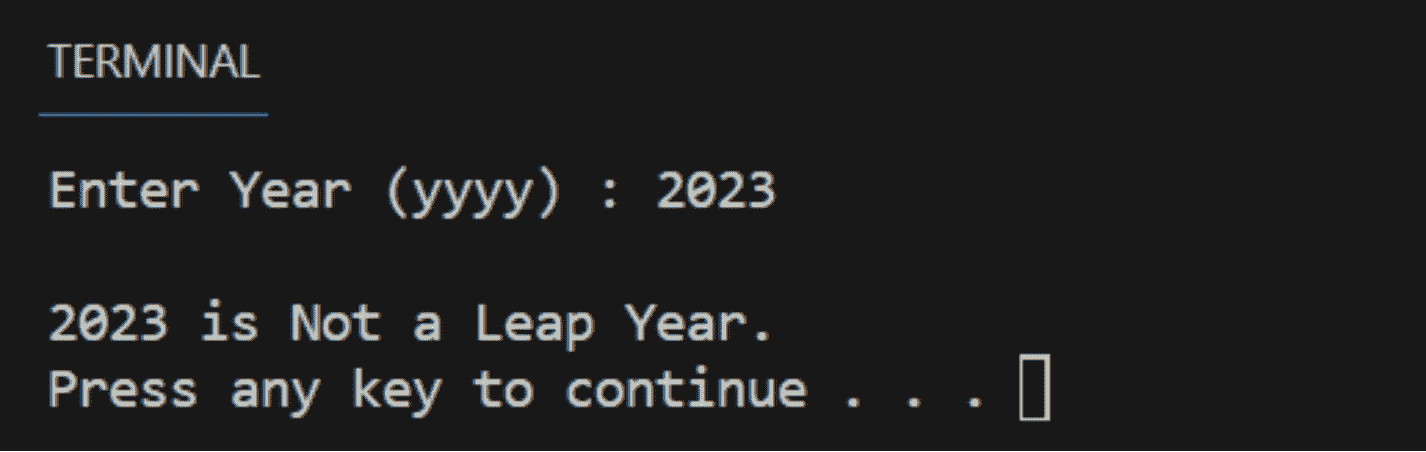 TERMINAL
Enter Year (yyyy) : 2023
2023 is Not a Leap Year.
Press any key to continue . . .